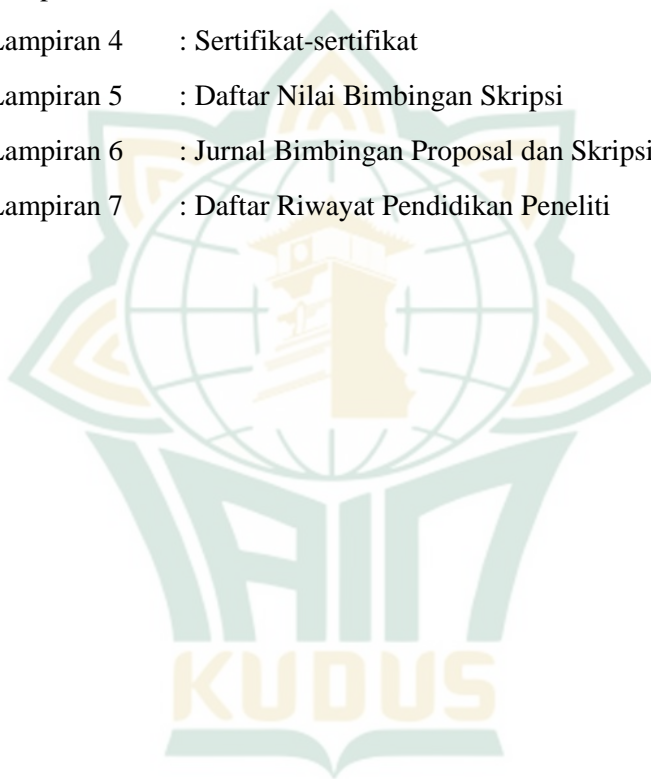 Lampiran 4 : Sertifikat-sertifikat
Lampiran 5 : Daftar Nilai Bimbingan Skripsi
Lampiran 6 : Jurnal Bimbingan Proposal dan Skripsi
Lampiran 7 : Daftar Riwayat Pendidikan Peneliti
IAIN
KUDUS